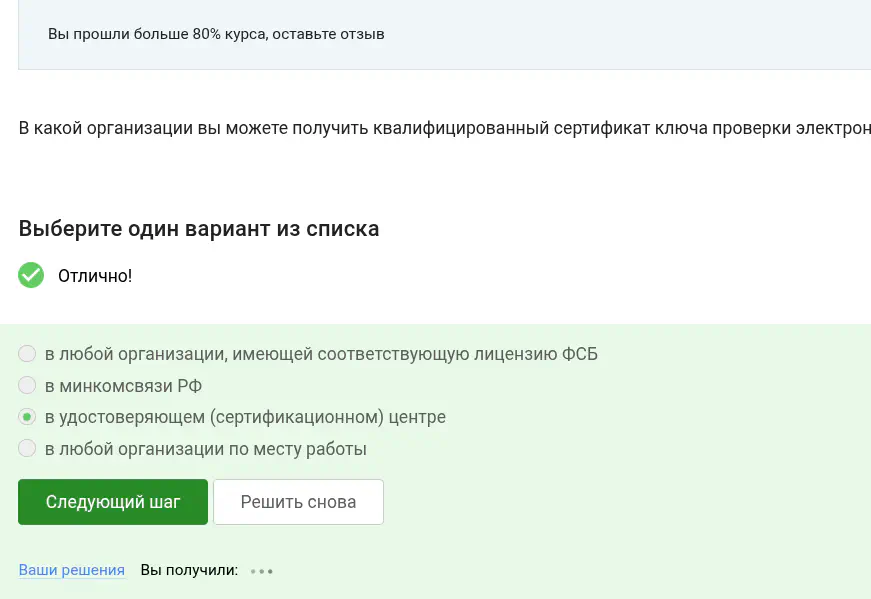 Вы прошли больше 80% курса, оставьте отзыв
В какой организации вы можете получить квалифицированный сертификат ключа проверки электрон
Выберите один вариант из списка
Отлично!
в любой организации, имеющей соответствующую лицензию ФСБ
в минкомсвязи РФ
в удостоверяющем (сертификационном) центре
в любой организации по месту работы
Следующий шаг Решить снова
Ваши решения Вы получили: